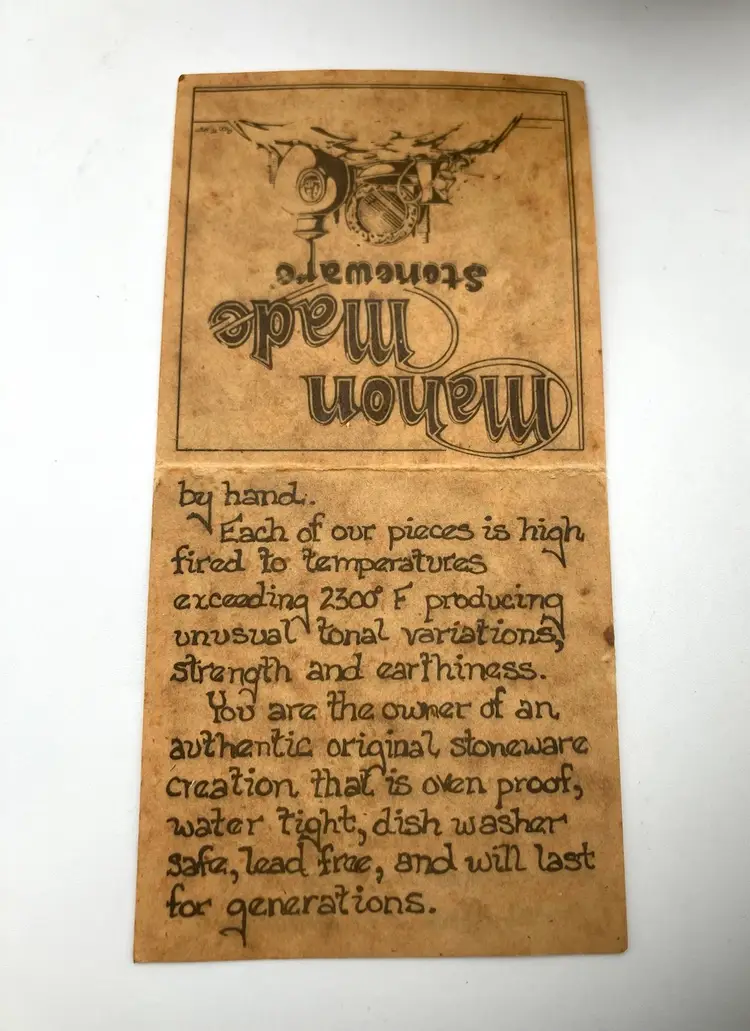 Mahon
Made
Stoneware
by hand.
Each of our pieces is high
fired to temperatures
exceeding 2300° F producing
unusual tonal variations,
strength and earthiness.
You are the owner of an
authentic original stoneware
creation that is oven proof,
water tight, dish washer
safe, lead free, and will last
for generations.